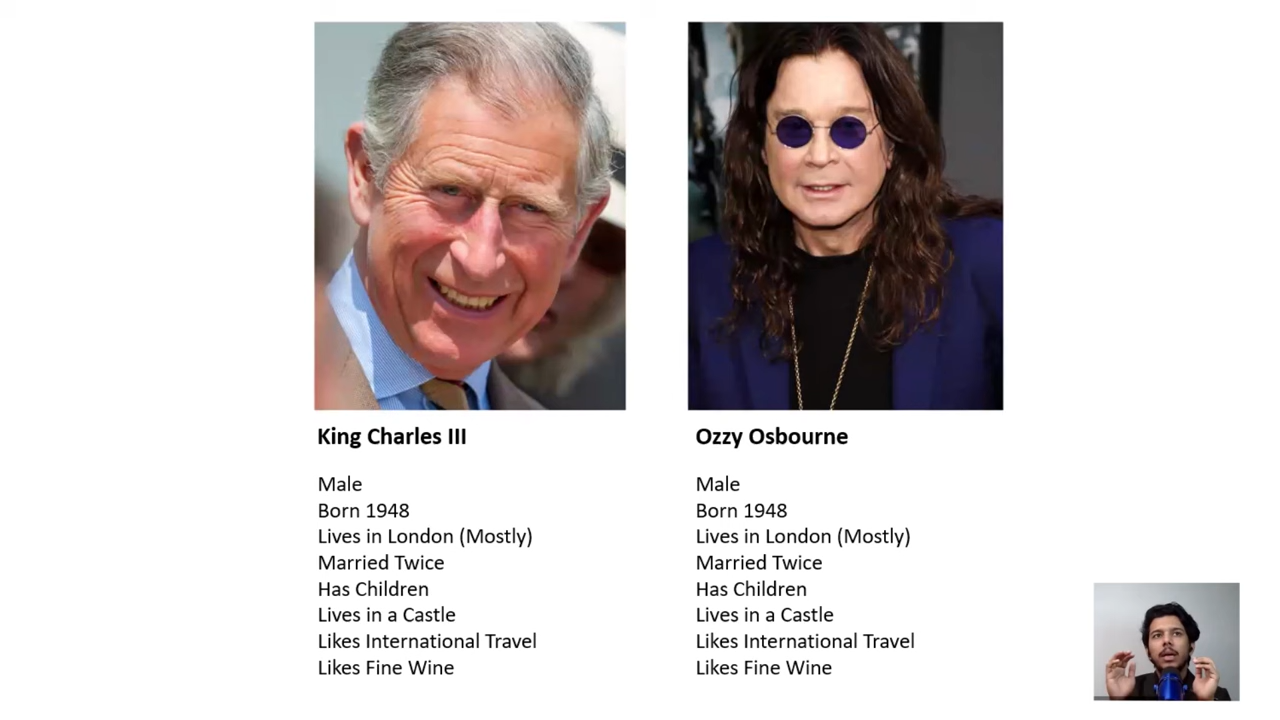 King Charles III
Male
Born 1948
Lives in London (Mostly)
Married Twice
Has Children
Lives in a Castle
Likes International Travel
Likes Fine Wine
Ozzy Osbourne
Male
Born 1948
Lives in London (Mostly)
Married Twice
Has Children
Lives in a Castle
Likes International Travel
Likes Fine Wine